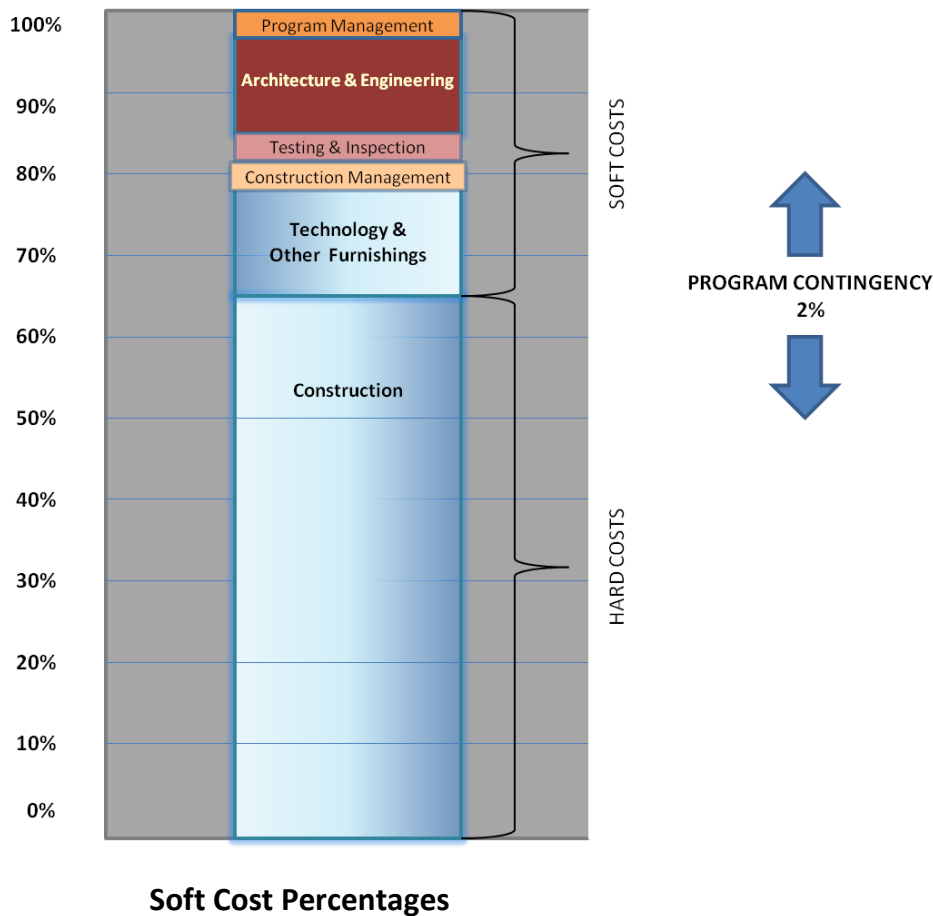 100%
90%
80%
70%
60%
50%
40%
30%
20%
10%
0%
Program Management
Architecture & Engineering
Testing & Inspection
Construction Management
Technology &
Other Furnishings
Construction
SOFT COSTS
HARD COSTS
PROGRAM CONTINGENCY
2%
Soft Cost Percentages